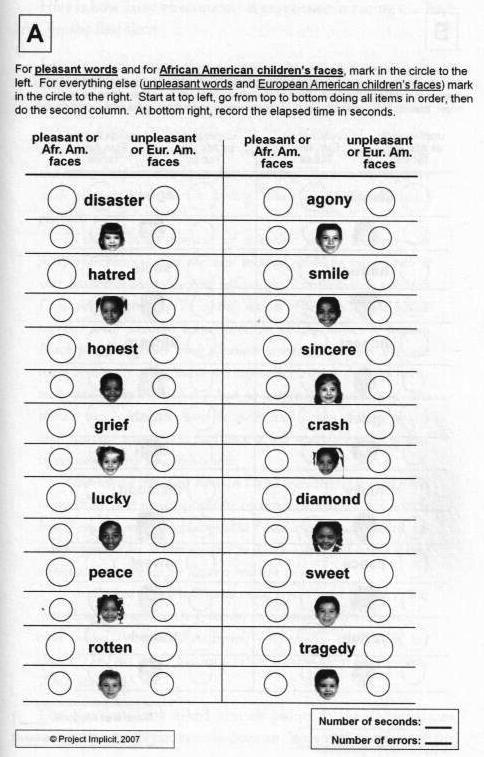 A
For pleasant words and for African American children's faces, mark in the circle to the
left. For everything else (unpleasant words and European American children's faces) mark
in the circle to the right. Start at top left, go from top to bottom doing all items in order, then
do the second column. At bottom right, record the elapsed time in seconds.
pleasant or
Afr. Am.
faces
unpleasant
or Eur. Am.
faces
pleasant or
Afr. Am.
faces
unpleasant
or Eur. Am.
faces
disaster
hatred
honest
grief
lucky
peace
rotten
agony
smile
sincere
crash
diamond
sweet
tragedy
© Project Implicit, 2007
Number of seconds: ___
Number of errors: ___